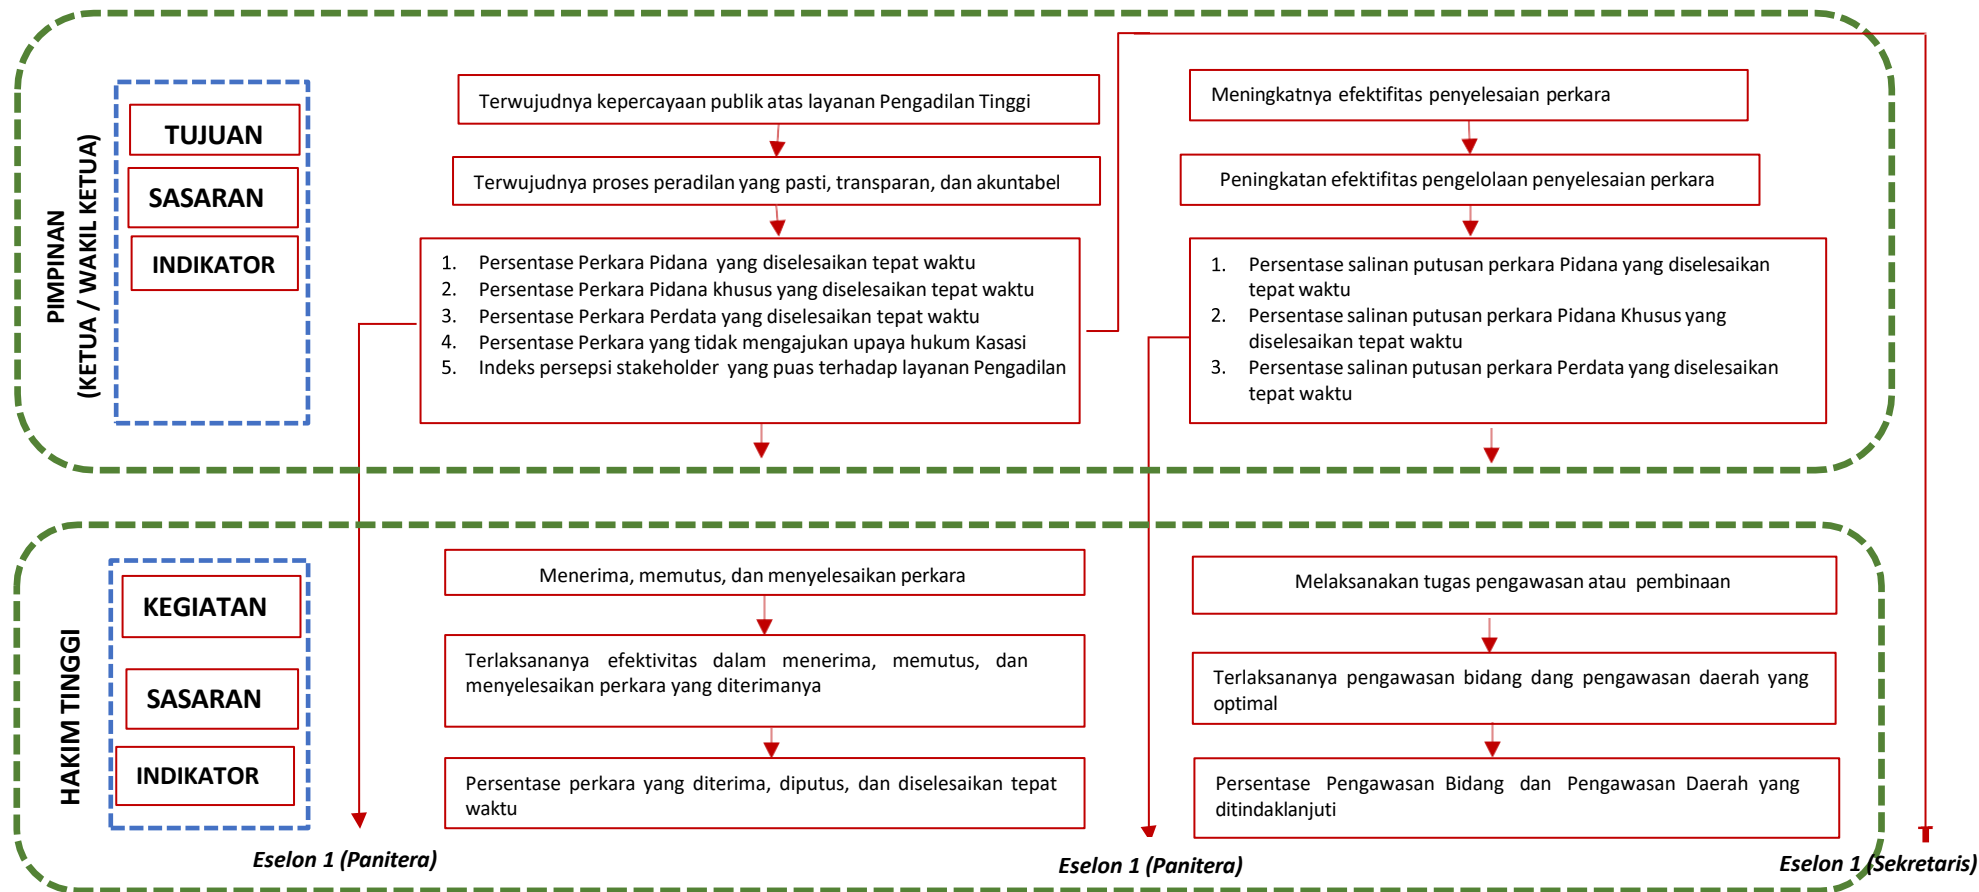 PIMPINAN
(KETUA / WAKIL KETUA)
TUJUAN
SASARAN
INDIKATOR
Terwujudnya kepercayaan publik atas layanan Pengadilan Tinggi
Terwujudnya proses peradilan yang pasti, transparan, dan akuntabel
1. Persentase Perkara Pidana yang diselesaikan tepat waktu
2. Persentase Perkara Pidana khusus yang diselesaikan tepat waktu
3. Persentase Perkara Perdata yang diselesaikan tepat waktu
4. Persentase Perkara yang tidak mengajukan upaya hukum Kasasi
5. Indeks persepsi stakeholder yang puas terhadap layanan Pengadilan
Meningkatnya efektifitas penyelesaian perkara
Peningkatan efektifitas pengelolaan penyelesaian perkara
1. Persentase salinan putusan perkara Pidana yang diselesaikan
tepat waktu
2. Persentase salinan putusan perkara Pidana Khusus yang
diselesaikan tepat waktu
3. Persentase salinan putusan perkara Perdata yang diselesaikan
tepat waktu
HAKIM TINGGI
KEGIATAN
SASARAN
INDIKATOR
Menerima, memutus, dan menyelesaikan perkara
Terlaksananya efektivitas dalam menerima, memutus, dan
menyelesaikan perkara yang diterimanya
Persentase perkara yang diterima, diputus, dan diselesaikan tepat
waktu
Melaksanakan tugas pengawasan atau pembinaan
Terlaksananya pengawasan bidang dang pengawasan daerah yang
optimal
Persentase Pengawasan Bidang dan Pengawasan Daerah yang
ditindaklanjuti
Eselon 1 (Panitera)
Eselon 1 (Panitera)
Eselon 1 (Sekretaris)